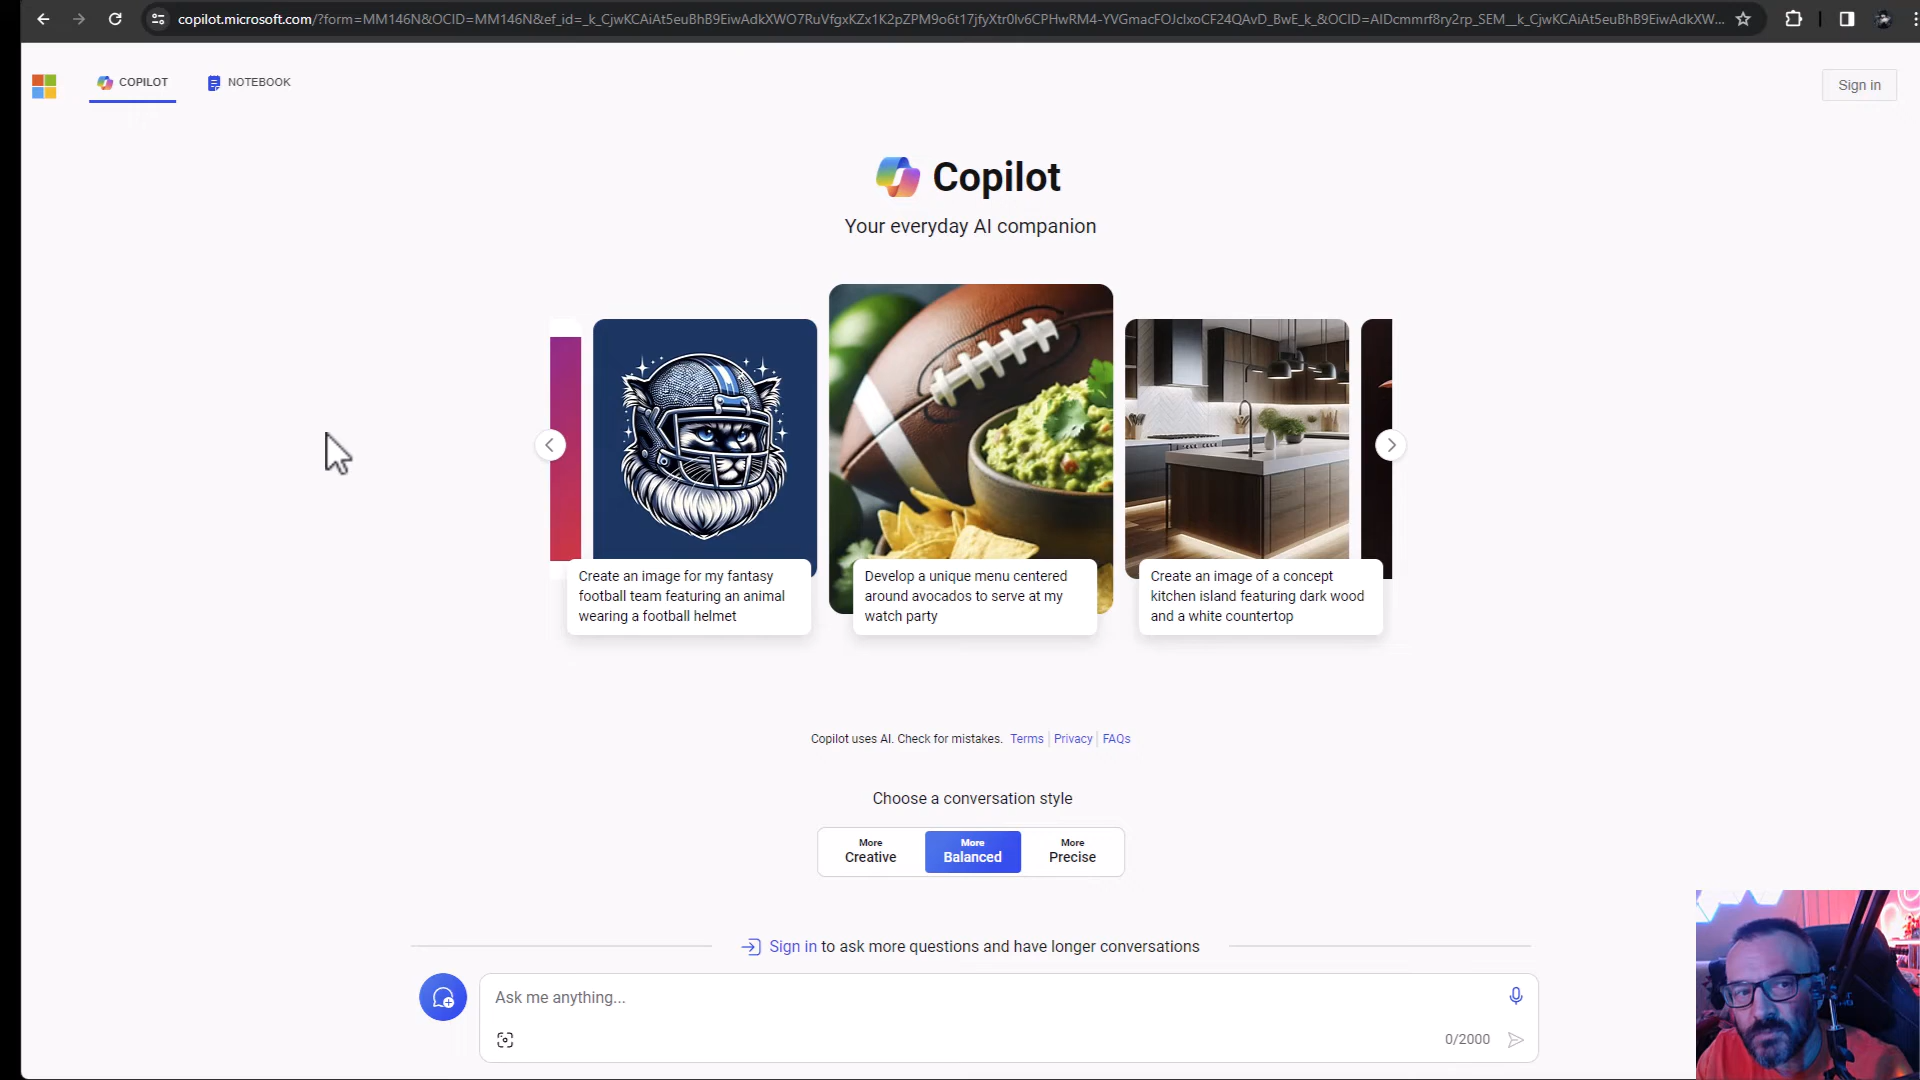 copilot.microsoft.com/?form=MM146N&OCID=MM146N&ef_id=_k_CjwKCAiAt5euBhB9EiwAdkXWO7RuVfgxKZx1K2pZPM9o6t17jfyXtr0lv6CPHwRM4-YVGmacFOJclxoCF24QAvD_BwE_k_&OCID=AIDcmmrf8ry2rp_SEM__k_CjwKCAiAt5euBhB9EiwAdkXW...
COPILOT
NOTEBOOK
Sign in
Copilot
Your everyday AI companion
Create an image for my fantasy
football team featuring an animal
wearing a football helmet
Develop a unique menu centered
around avocados to serve at my
watch party
Create an image of a concept
kitchen island featuring dark wood
and a white countertop
Copilot uses AI. Check for mistakes. Terms Privacy FAQs
Choose a conversation style
More
Creative
More
Balanced
More
Precise
Sign in to ask more questions and have longer conversations
Ask me anything...
0/2000